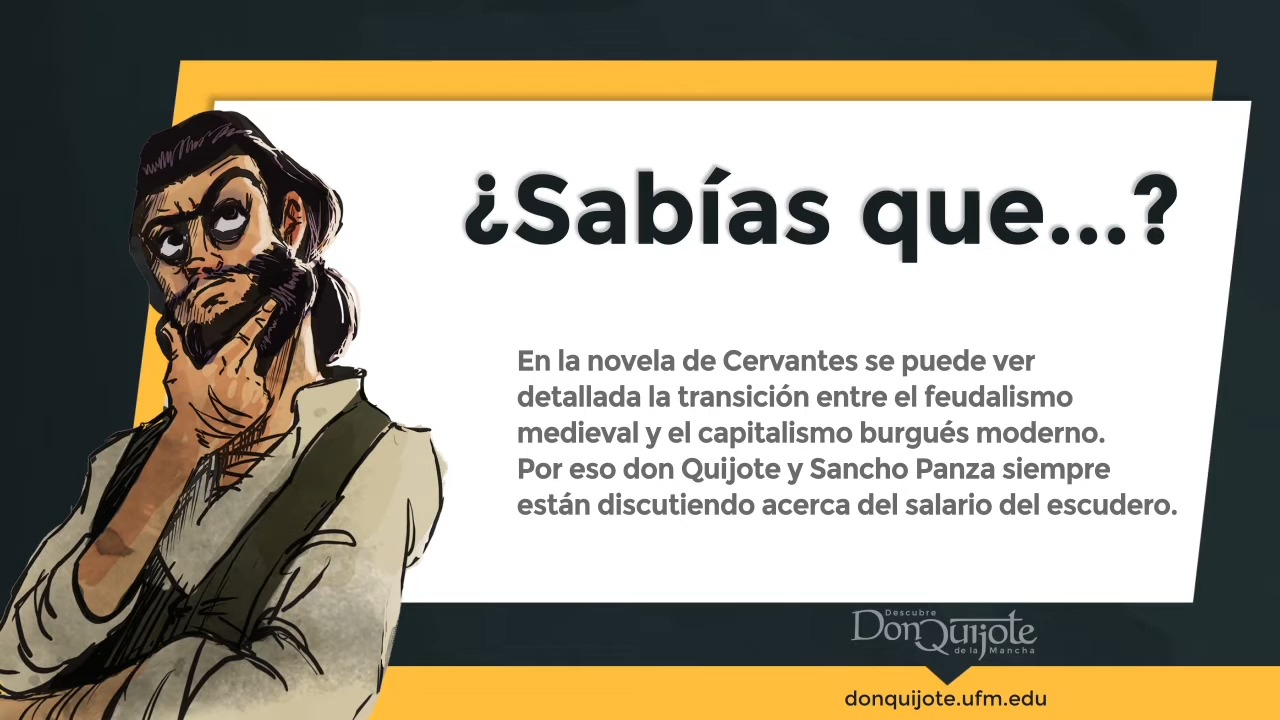 ¿Sabías que...?
En la novela de Cervantes se puede ver
detallada la transición entre el feudalismo
medieval y el capitalismo burgués moderno.
Por eso don Quijote y Sancho Panza siempre
están discutiendo acerca del salario del escudero.
Descubre
Don Quijote
de la Mancha
donquijote.ufm.edu